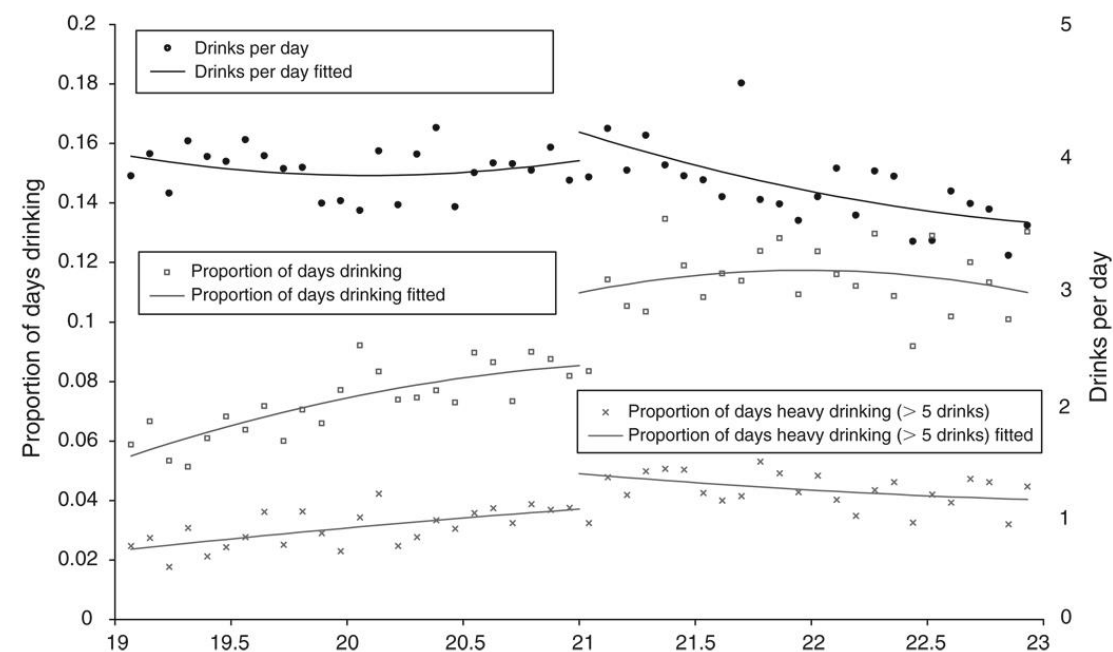 0.2
0.18
0.16
0.14
0.12
0.1
0.08
0.06
0.04
0.02
0
Proportion of days drinking
Drinks per day
Drinks per day fitted
Proportion of days drinking
Proportion of days drinking fitted
Proportion of days heavy drinking (> 5 drinks)
Proportion of days heavy drinking (> 5 drinks) fitted
5
4
3
2
1
0
Drinks per day
19 19.5 20 20.5 21 21.5 22 22.5 23